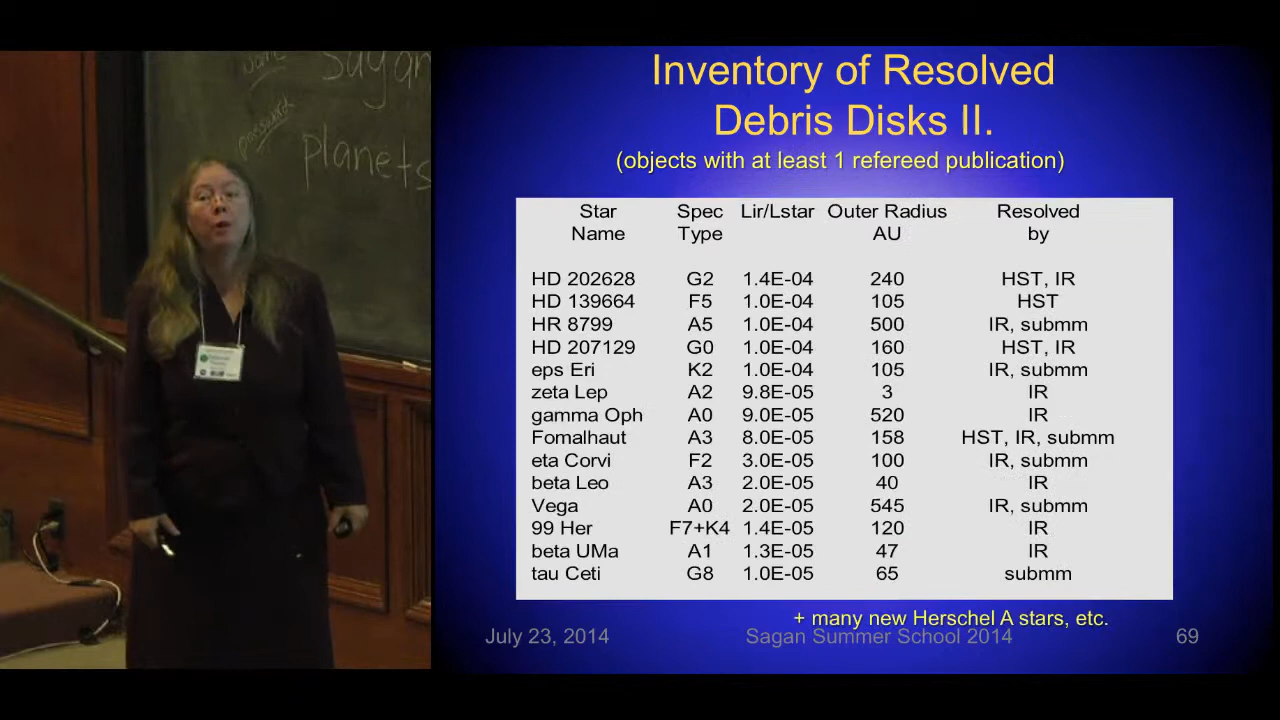 name
sagan
password
planets
Inventory of Resolved
Debris Disks II.
(objects with at least 1 refereed publication)
Star Name Spec Type Lir/Lstar Outer Radius AU Resolved by
HD 202628 G2 1.4E-04 240 HST, IR
HD 139664 F5 1.0E-04 105 HST
HR 8799 A5 1.0E-04 500 IR, submm
HD 207129 G0 1.0E-04 160 HST, IR
eps Eri K2 1.0E-04 105 IR, submm
zeta Lep A2 9.8E-05 3 IR
gamma Oph A0 9.0E-05 520 IR
Fomalhaut A3 8.0E-05 158 HST, IR, submm
eta Corvi F2 3.0E-05 100 IR, submm
beta Leo A3 2.0E-05 40 IR
Vega A0 2.0E-05 545 IR, submm
99 Her F7+K4 1.4E-05 120 IR
beta UMa A1 1.3E-05 47 IR
tau Ceti G8 1.0E-05 65 submm
+ many new Herschel A stars, etc.
July 23, 2014 Sagan Summer School 2014 69